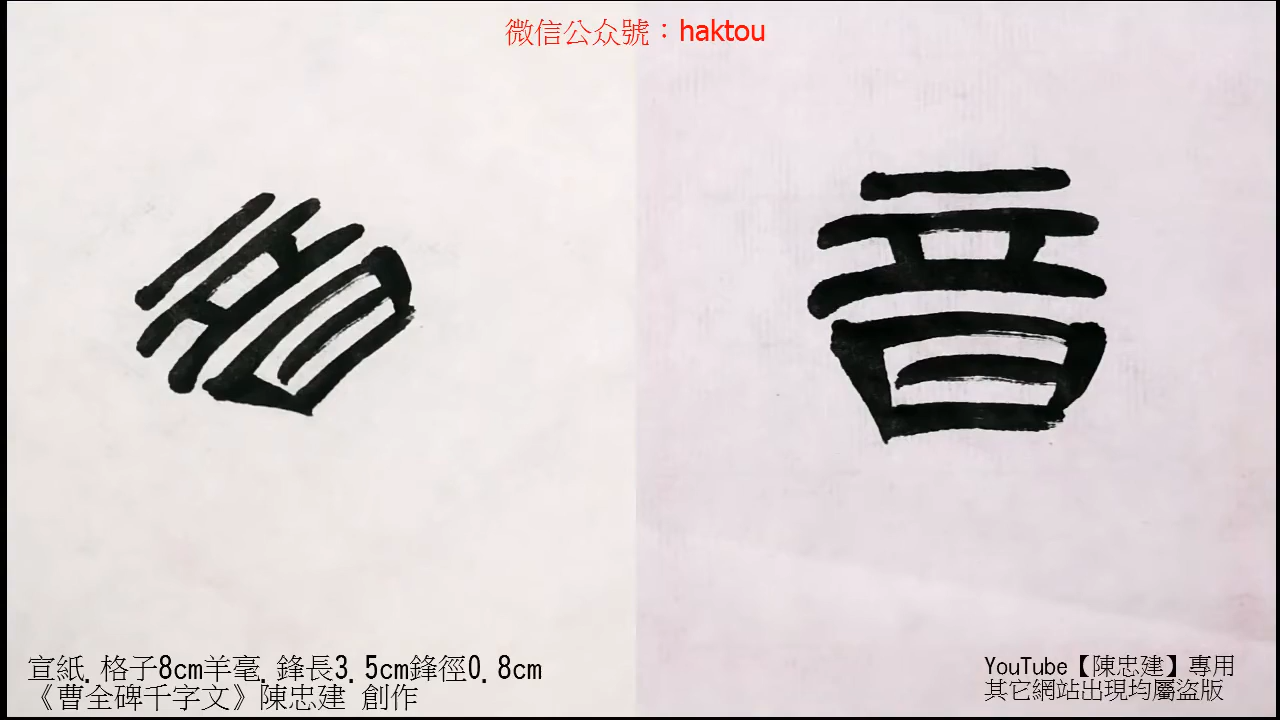 微信公众號：haktou
音
音
宣紙.格子8cm羊毫.鋒長3.5cm鋒徑0.8cm
《曹全碑千字文》陳忠建 創作
YouTube【陳忠建】專用
其它網站出現均屬盜版